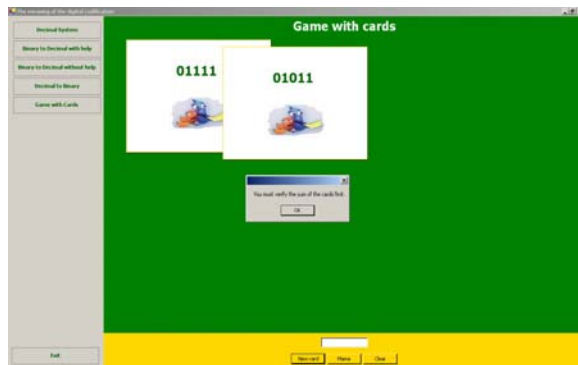 The meaning of the digital codification
Game with cards
Decimal System
Binary to Decimal with help
Binary to Decimal without help
Decimal to Binary
Game with Cards
01111
01011
You must verify the sum of the cards first.
OK
Exit
New card
Clear